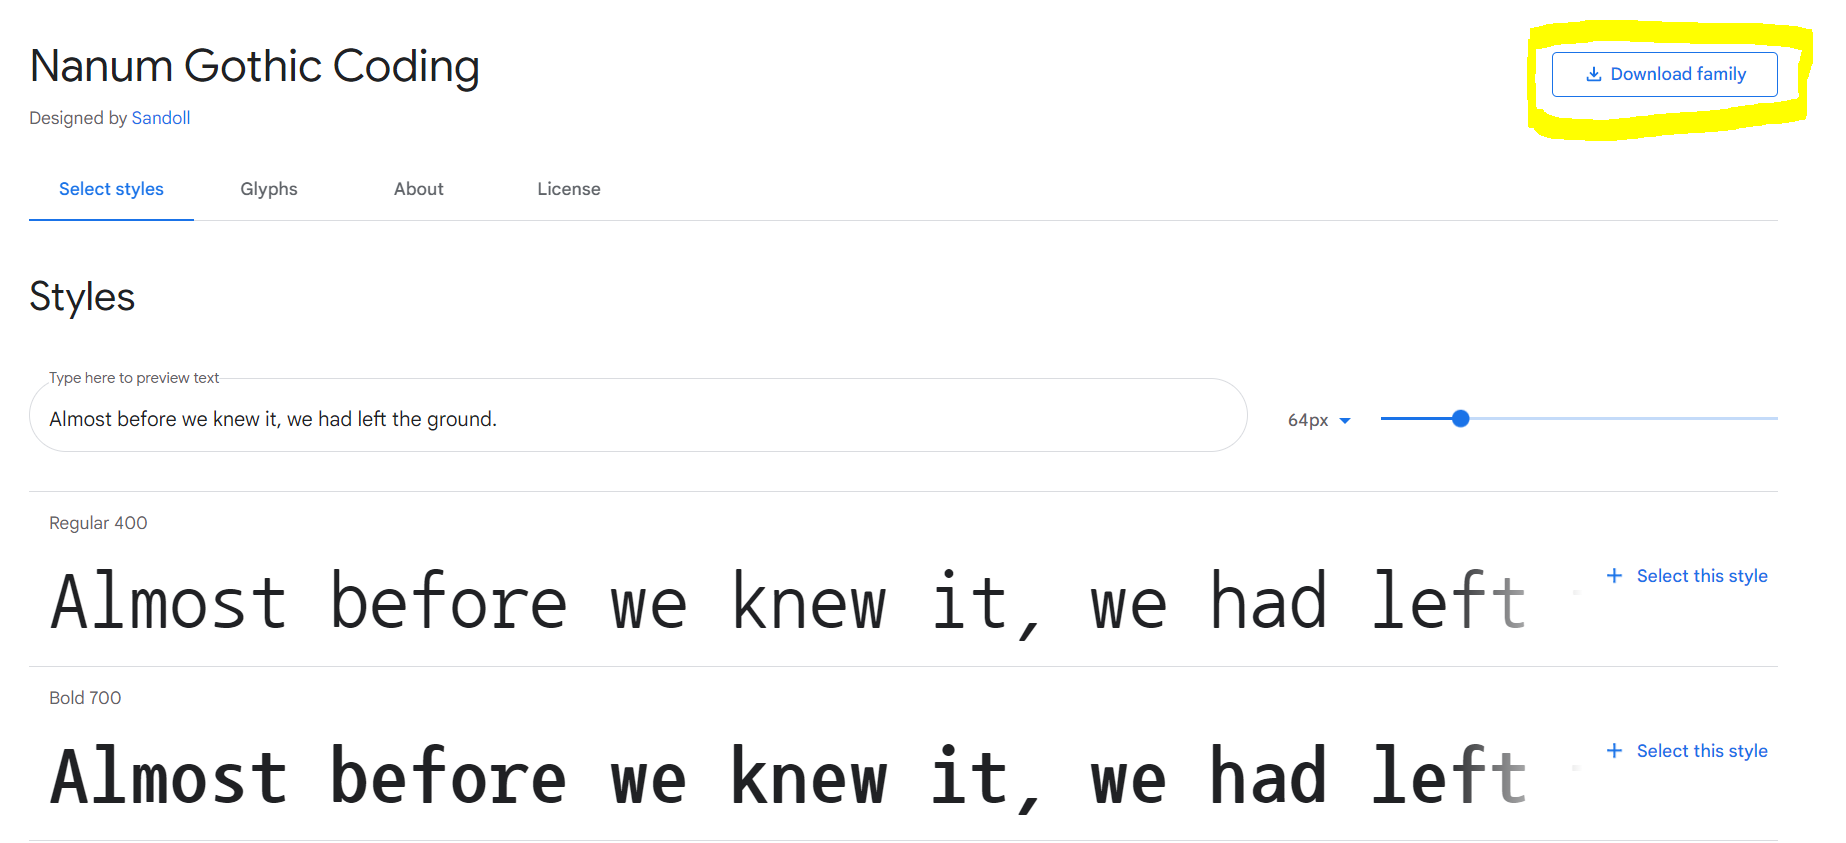 Nanum Gothic Coding
Download family
Designed by Sandoll
Select styles Glyphs About License
Styles
Type here to preview text
Almost before we knew it, we had left the ground.
64px
Regular 400
Almost before we knew it, we had left
Select this style
Bold 700
Almost before we knew it, we had left
Select this style